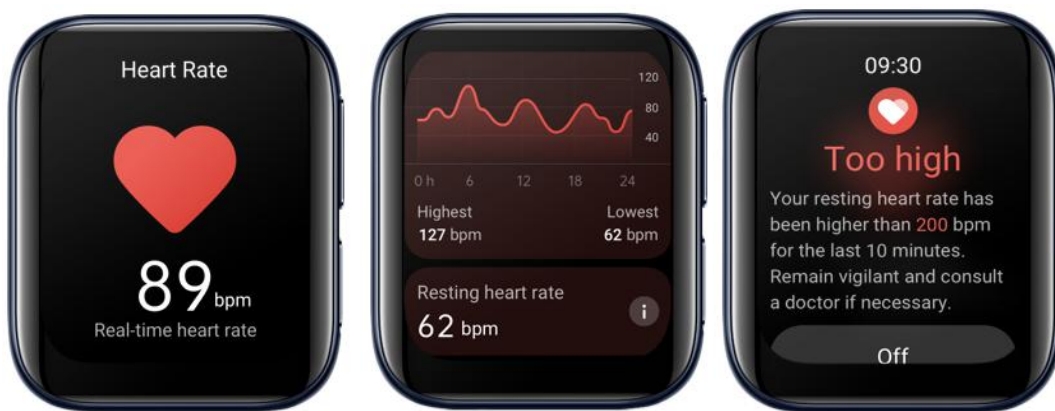 Heart Rate
89 bpm
Real-time heart rate
120
80
40
0 h 6 12 18 24
Highest Lowest
127 bpm 62 bpm
Resting heart rate
62 bpm
i
09:30
Too high
Your resting heart rate has
been higher than 200 bpm
for the last 10 minutes.
Remain vigilant and consult
a doctor if necessary.
Off